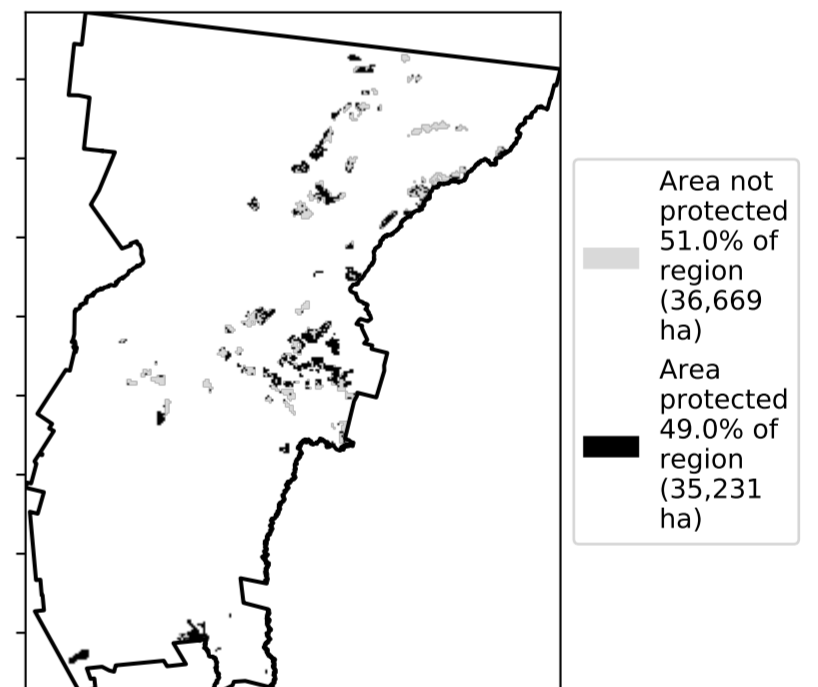 Area not
protected
51.0% of
region
(36,669
ha)
Area
protected
49.0% of
region
(35,231
ha)